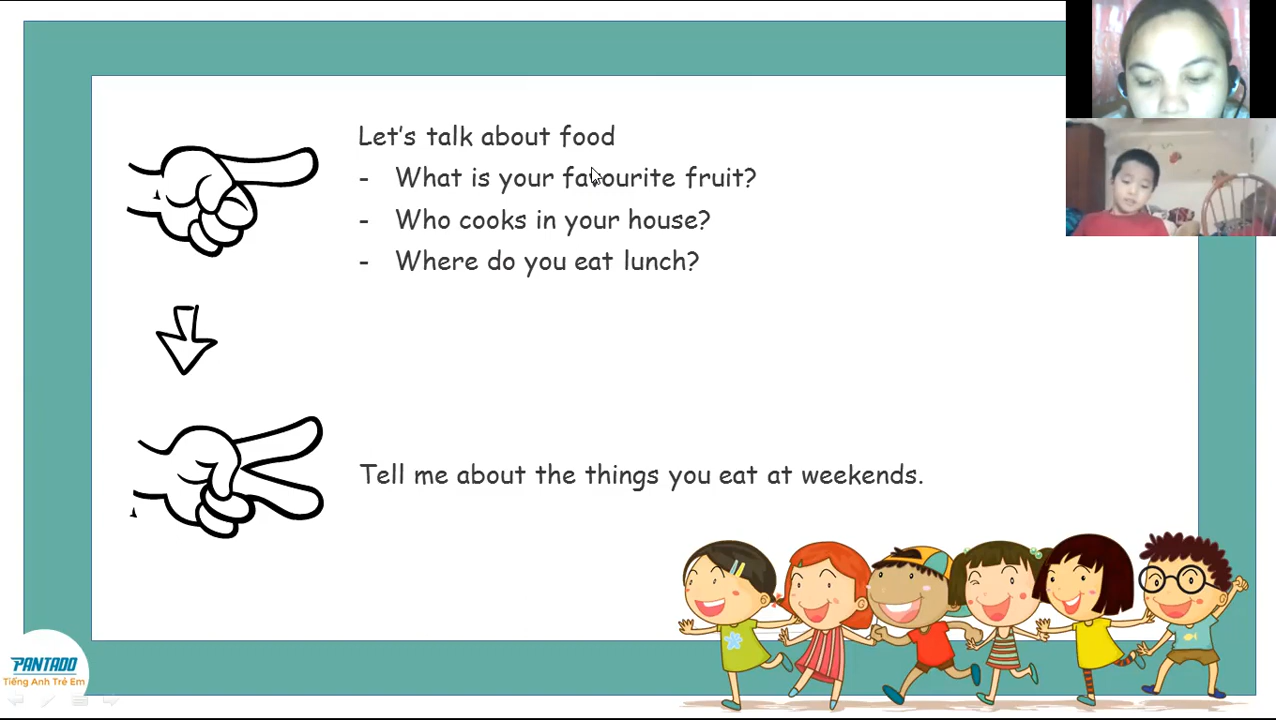 Let's talk about food
- What is your favourite fruit?
- Who cooks in your house?
- Where do you eat lunch?
Tell me about the things you eat at weekends.
PANTADO
Tiếng Anh Trẻ Em